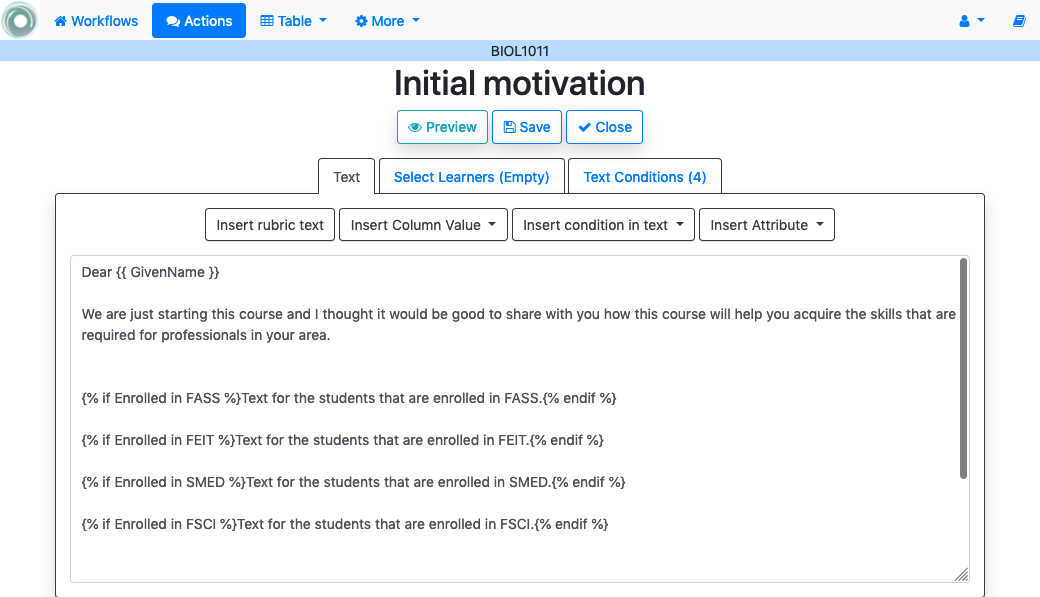 Workflows Actions Table More
BIOL1011
Initial motivation
Preview Save Close
Text Select Learners (Empty) Text Conditions (4)
Insert rubric text Insert Column Value Insert condition in text Insert Attribute
Dear {{ GivenName }}
We are just starting this course and I thought it would be good to share with you how this course will help you acquire the skills that are
required for professionals in your area.
{% if Enrolled in FASS %}Text for the students that are enrolled in FASS.{% endif %}
{% if Enrolled in FEIT %}Text for the students that are enrolled in FEIT.{% endif %}
{% if Enrolled in SMED %}Text for the students that are enrolled in SMED.{% endif %}
{% if Enrolled in FSCI %}Text for the students that are enrolled in FSCI.{% endif %}